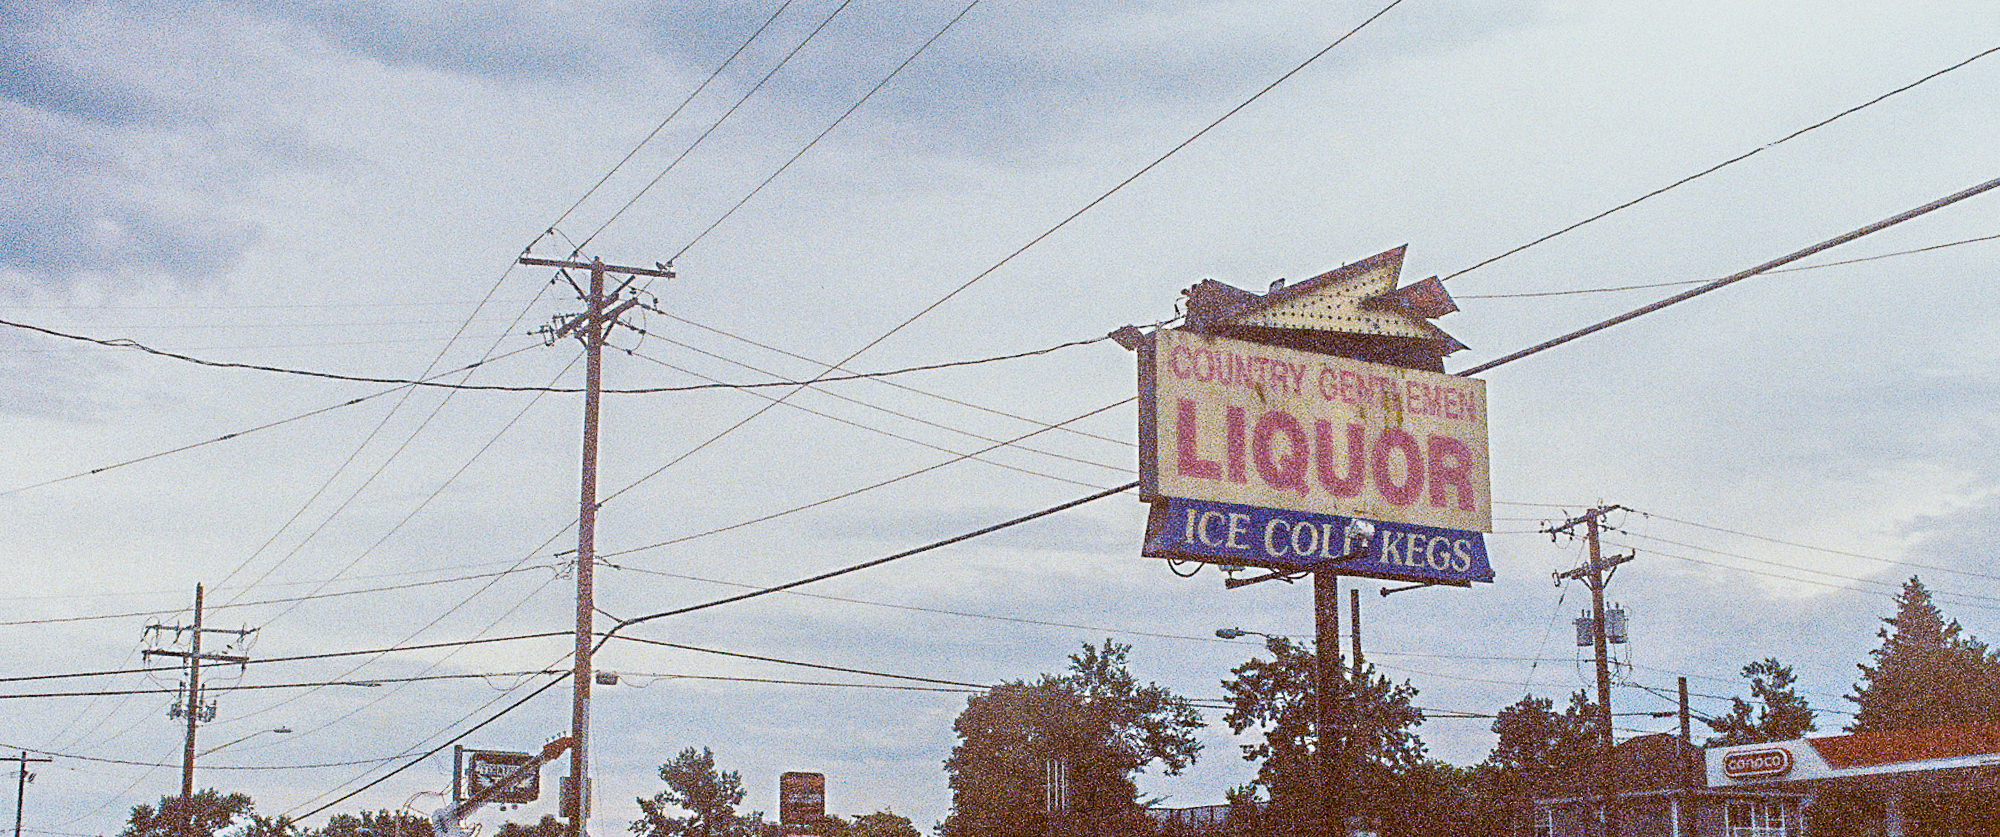 COUNTRY GENTLEMEN
LIQUOR
ICE COLD KEGS
conoco